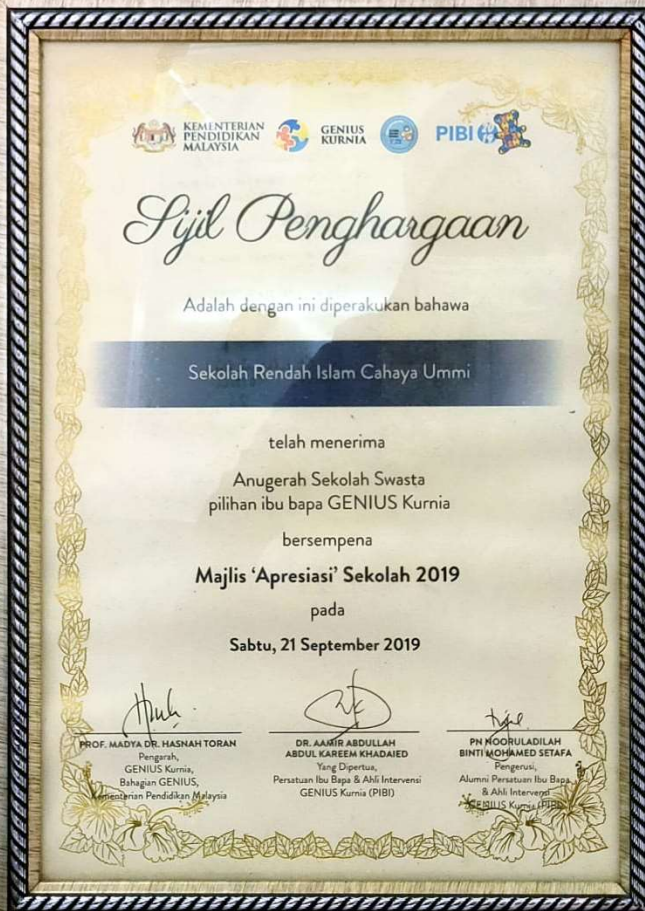 KEMENTERIAN
PENDIDIKAN
MALAYSIA
GENIUS
KURNIA
PIBI
Sijil Penghargaan
Adalah dengan ini diperakukan bahawa
Sekolah Rendah Islam Cahaya Ummi
telah menerima
Anugerah Sekolah Swasta
pilihan ibu bapa GENIUS Kurnia
bersempena
Majlis ‘Apresiasi’ Sekolah 2019
pada
Sabtu, 21 September 2019
PROF. MADYA DR. HASNAH TORAN
Pengarah,
GENIUS Kurnia,
Bahagian GENIUS,
Kementerian Pendidikan Malaysia
DR. AAMIR ABDULLAH
ABDUL KAREEM KHADAIED
Yang Dipertua,
Persatuan Ibu Bapa & Ahli Intervensi
GENIUS Kurnia (PIBI)
PN NOORULADILAH
BINTI MOHAMED SETAFA
Pengerusi,
Alumni Persatuan Ibu Bapa
& Ahli Intervensi
GENIUS Kurnia (PIBI)